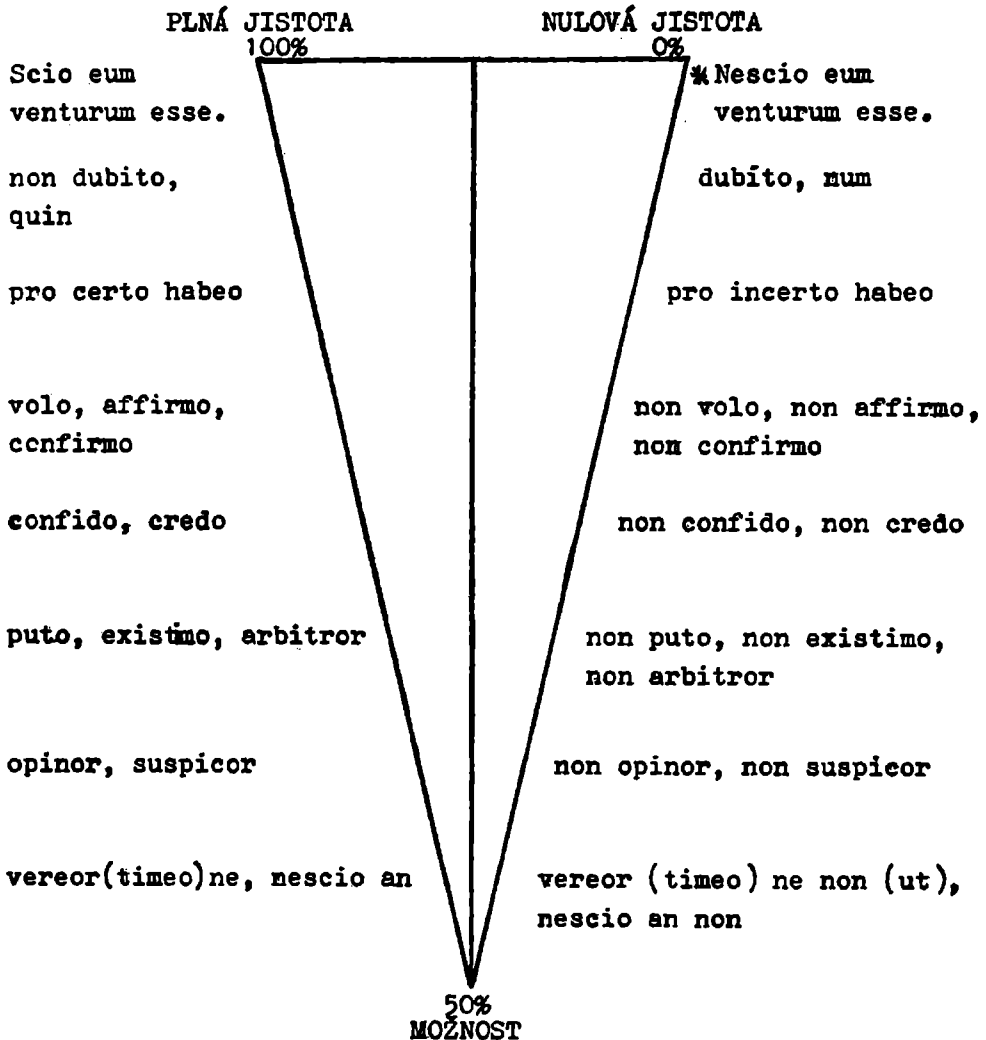 PLNÁ JISTOTA NULOVÁ JISTOTA
100% 0%
Scio eum
venturum esse.
*Nescio eum
venturum esse.
non dubito,
quin
dubito, num
pro certo habeo
pro incerto habeo
volo, affirmo,
confirmo
non volo, non affirmo,
non confirmo
confido, credo
non confido, non credo
puto, existimo, arbitror
non puto, non existimo,
non arbitror
opinor, suspicor
non opinor, non suspicor
vereor(timeo)ne, nescio an
vereor (timeo) ne non (ut),
nescio an non
50%
MOŽNOST